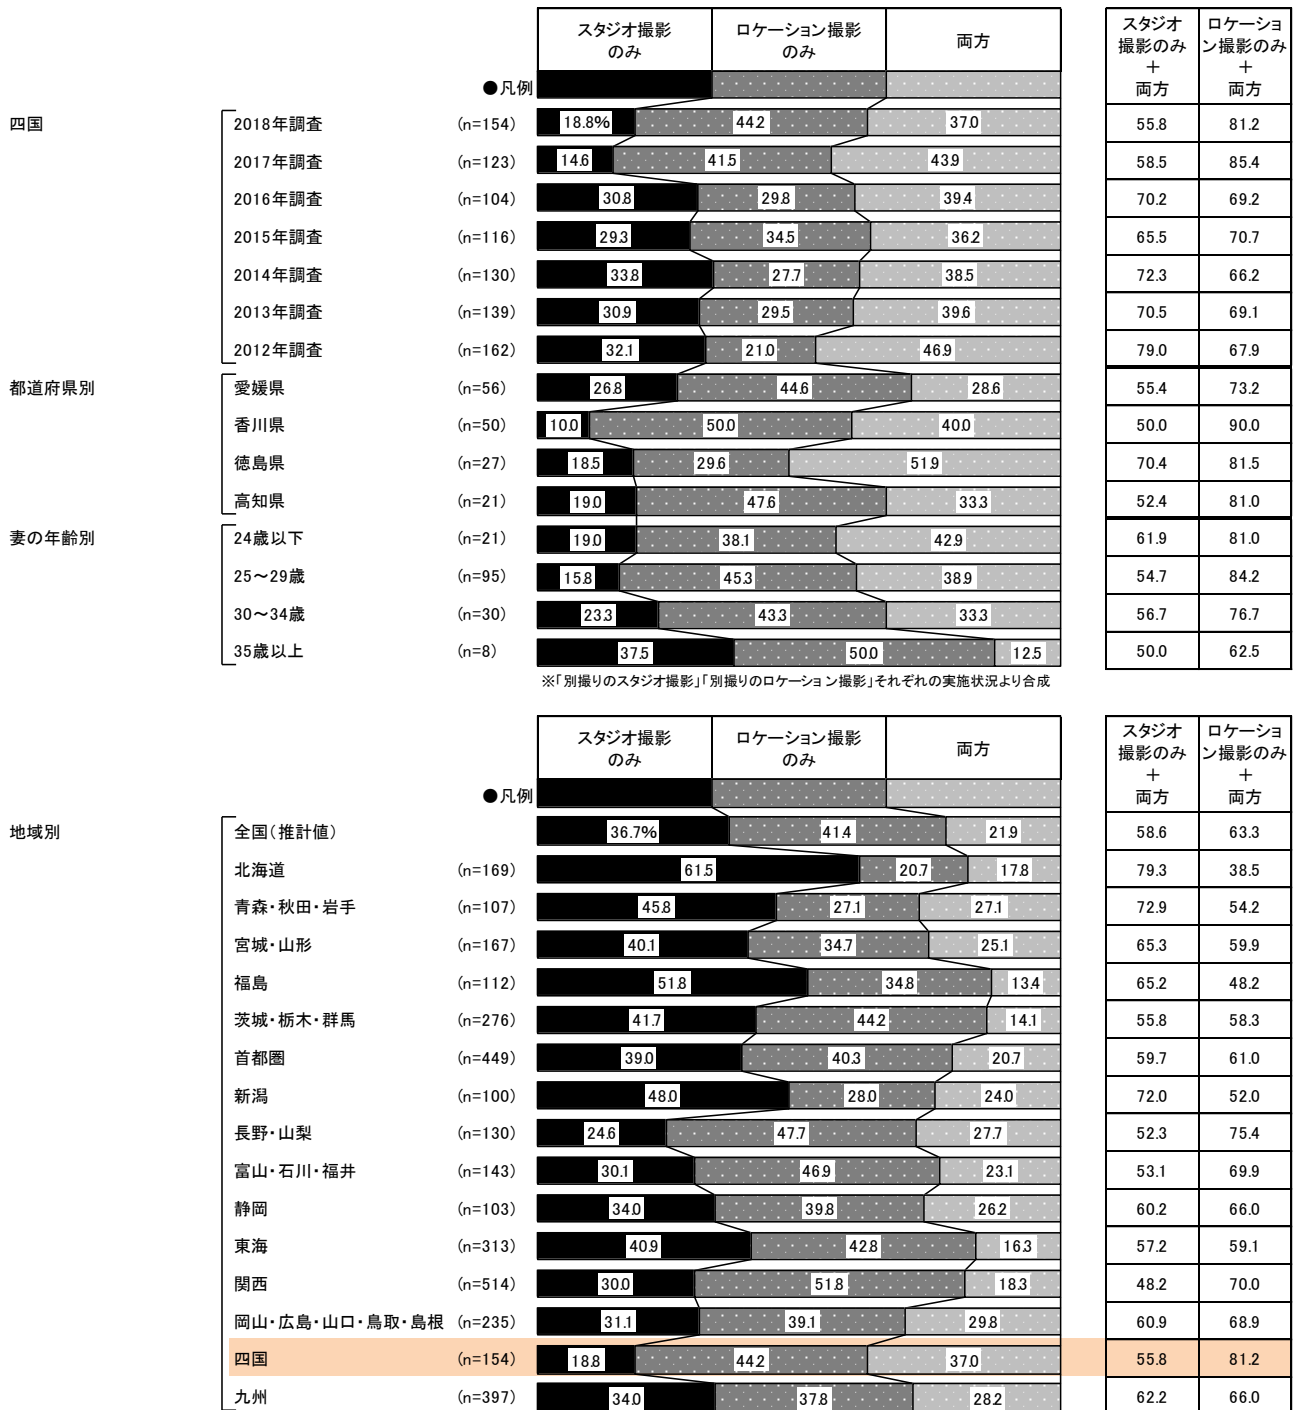 スタジオ撮影のみ ロケーション撮影のみ 両方 スタジオ撮影のみ＋両方 ロケーション撮影のみ＋両方
●凡例
四国 2018年調査 (n=154) 18.8% 44.2 37.0 55.8 81.2
2017年調査 (n=123) 14.6 41.5 43.9 58.5 85.4
2016年調査 (n=104) 30.8 29.8 39.4 70.2 69.2
2015年調査 (n=116) 29.3 34.5 36.2 65.5 70.7
2014年調査 (n=130) 33.8 27.7 38.5 72.3 66.2
2013年調査 (n=139) 30.9 29.5 39.6 70.5 69.1
2012年調査 (n=162) 32.1 21.0 46.9 79.0 67.9
都道府県別 愛媛県 (n=56) 26.8 44.6 28.6 55.4 73.2
香川県 (n=50) 10.0 50.0 40.0 50.0 90.0
徳島県 (n=27) 18.5 29.6 51.9 70.4 81.5
高知県 (n=21) 19.0 47.6 33.3 52.4 81.0
妻の年齢別 24歳以下 (n=21) 19.0 38.1 42.9 61.9 81.0
25～29歳 (n=95) 15.8 45.3 38.9 54.7 84.2
30～34歳 (n=30) 23.3 43.3 33.3 56.7 76.7
35歳以上 (n=8) 37.5 50.0 12.5 50.0 62.5
※「別撮りのスタジオ撮影」「別撮りのロケーション撮影」それぞれの実施状況より合成
スタジオ撮影のみ ロケーション撮影のみ 両方 スタジオ撮影のみ＋両方 ロケーション撮影のみ＋両方
●凡例
地域別 全国(推計値) 36.7% 41.4 21.9 58.6 63.3
北海道 (n=169) 61.5 20.7 17.8 79.3 38.5
青森・秋田・岩手 (n=107) 45.8 27.1 27.1 72.9 54.2
宮城・山形 (n=167) 40.1 34.7 25.1 65.3 59.9
福島 (n=112) 51.8 34.8 13.4 65.2 48.2
茨城・栃木・群馬 (n=276) 41.7 44.2 14.1 55.8 58.3
首都圏 (n=449) 39.0 40.3 20.7 59.7 61.0
新潟 (n=100) 48.0 28.0 24.0 72.0 52.0
長野・山梨 (n=130) 24.6 47.7 27.7 52.3 75.4
富山・石川・福井 (n=143) 30.1 46.9 23.1 53.1 69.9
静岡 (n=103) 34.0 39.8 26.2 60.2 66.0
東海 (n=313) 40.9 42.8 16.3 57.2 59.1
関西 (n=514) 30.0 51.8 18.3 48.2 70.0
岡山・広島・山口・鳥取・島根 (n=235) 31.1 39.1 29.8 60.9 68.9
四国 (n=154) 18.8 44.2 37.0 55.8 81.2
九州 (n=397) 34.0 37.8 28.2 62.2 66.0